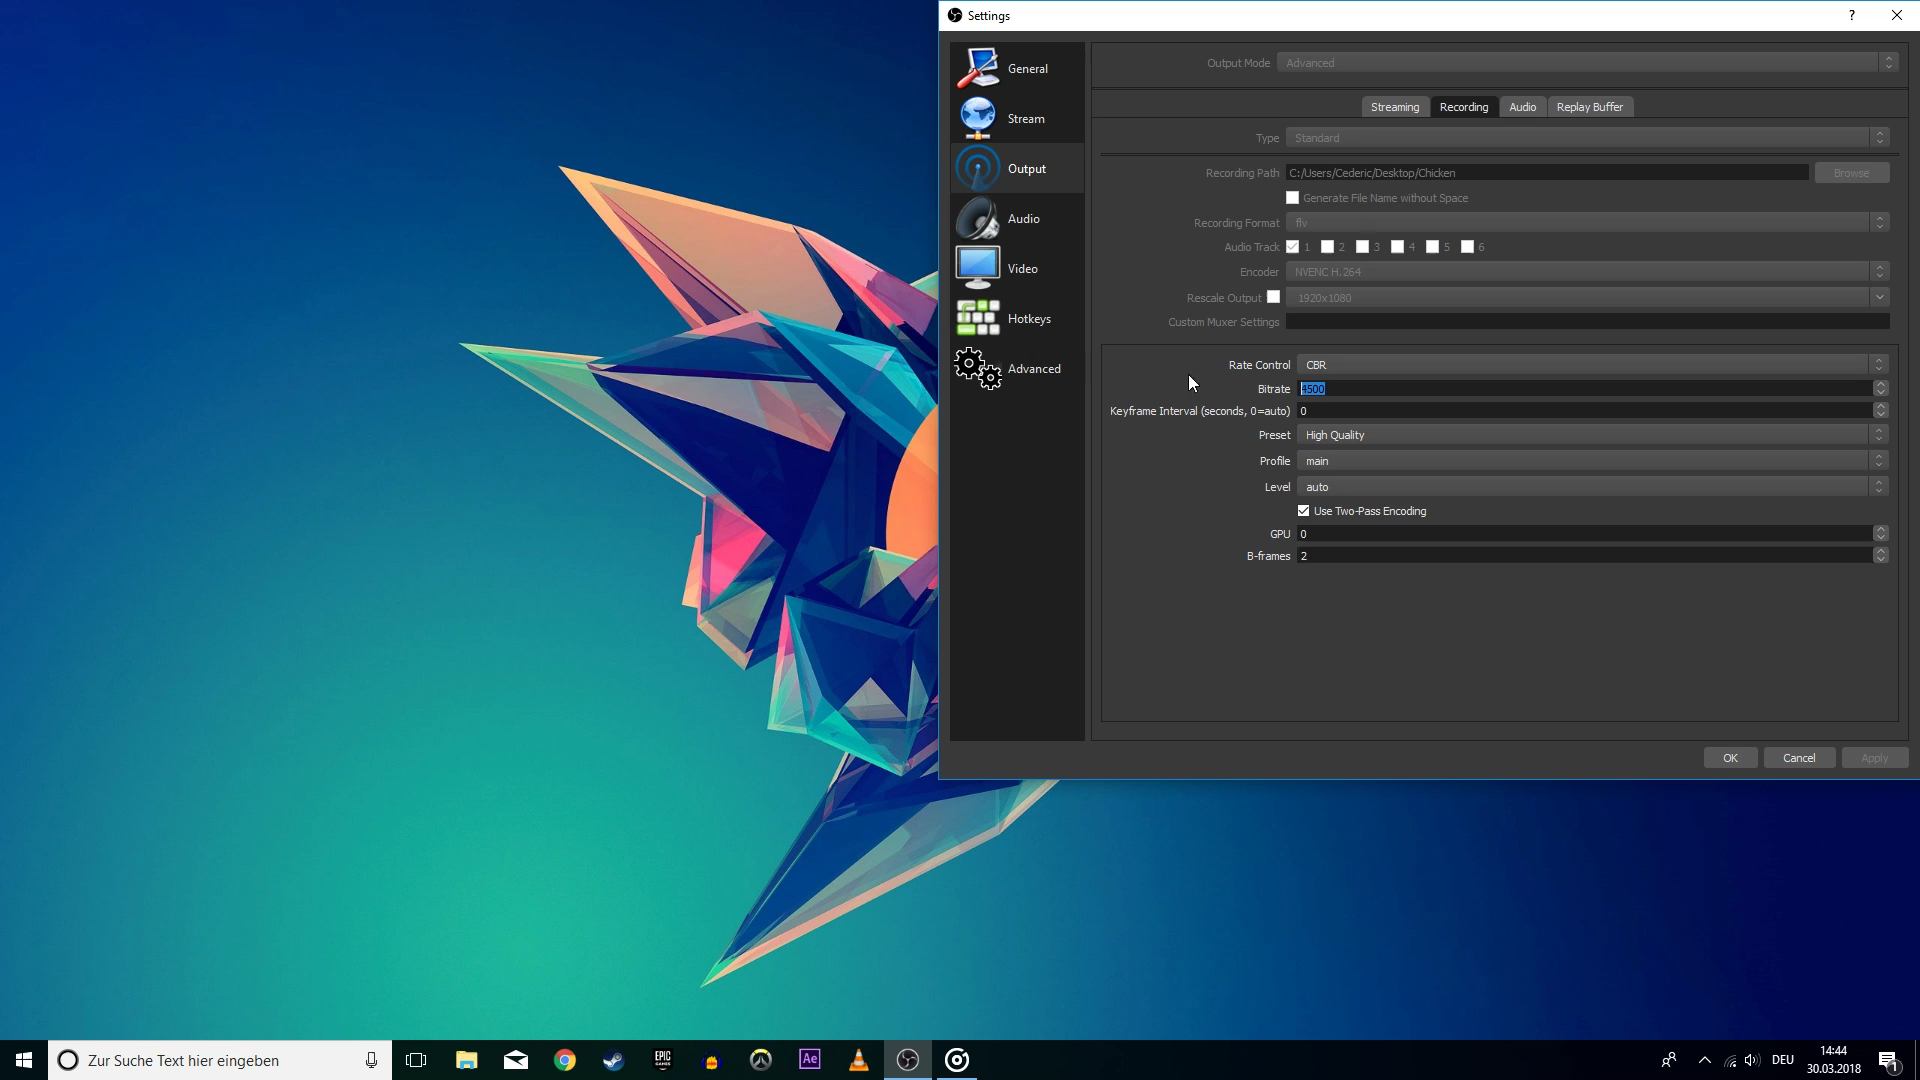 Settings
?
General
Stream
Output
Audio
Video
Hotkeys
Advanced
Output Mode Advanced
Streaming Recording Audio Replay Buffer
Type Standard
Recording Path C:/Users/Cederic/Desktop/Chicken Browse
Generate File Name without Space
Recording Format flv
Audio Track 1 2 3 4 5 6
Encoder NVENC H.264
Rescale Output 1920x1080
Custom Muxer Settings
Rate Control CBR
Bitrate 4500
Keyframe Interval (seconds, 0=auto) 0
Preset High Quality
Profile main
Level auto
Use Two-Pass Encoding
GPU 0
B-frames 2
OK Cancel Apply
Zur Suche Text hier eingeben
EPIC
GAMES
Ae
DEU
14:44
30.03.2018
1